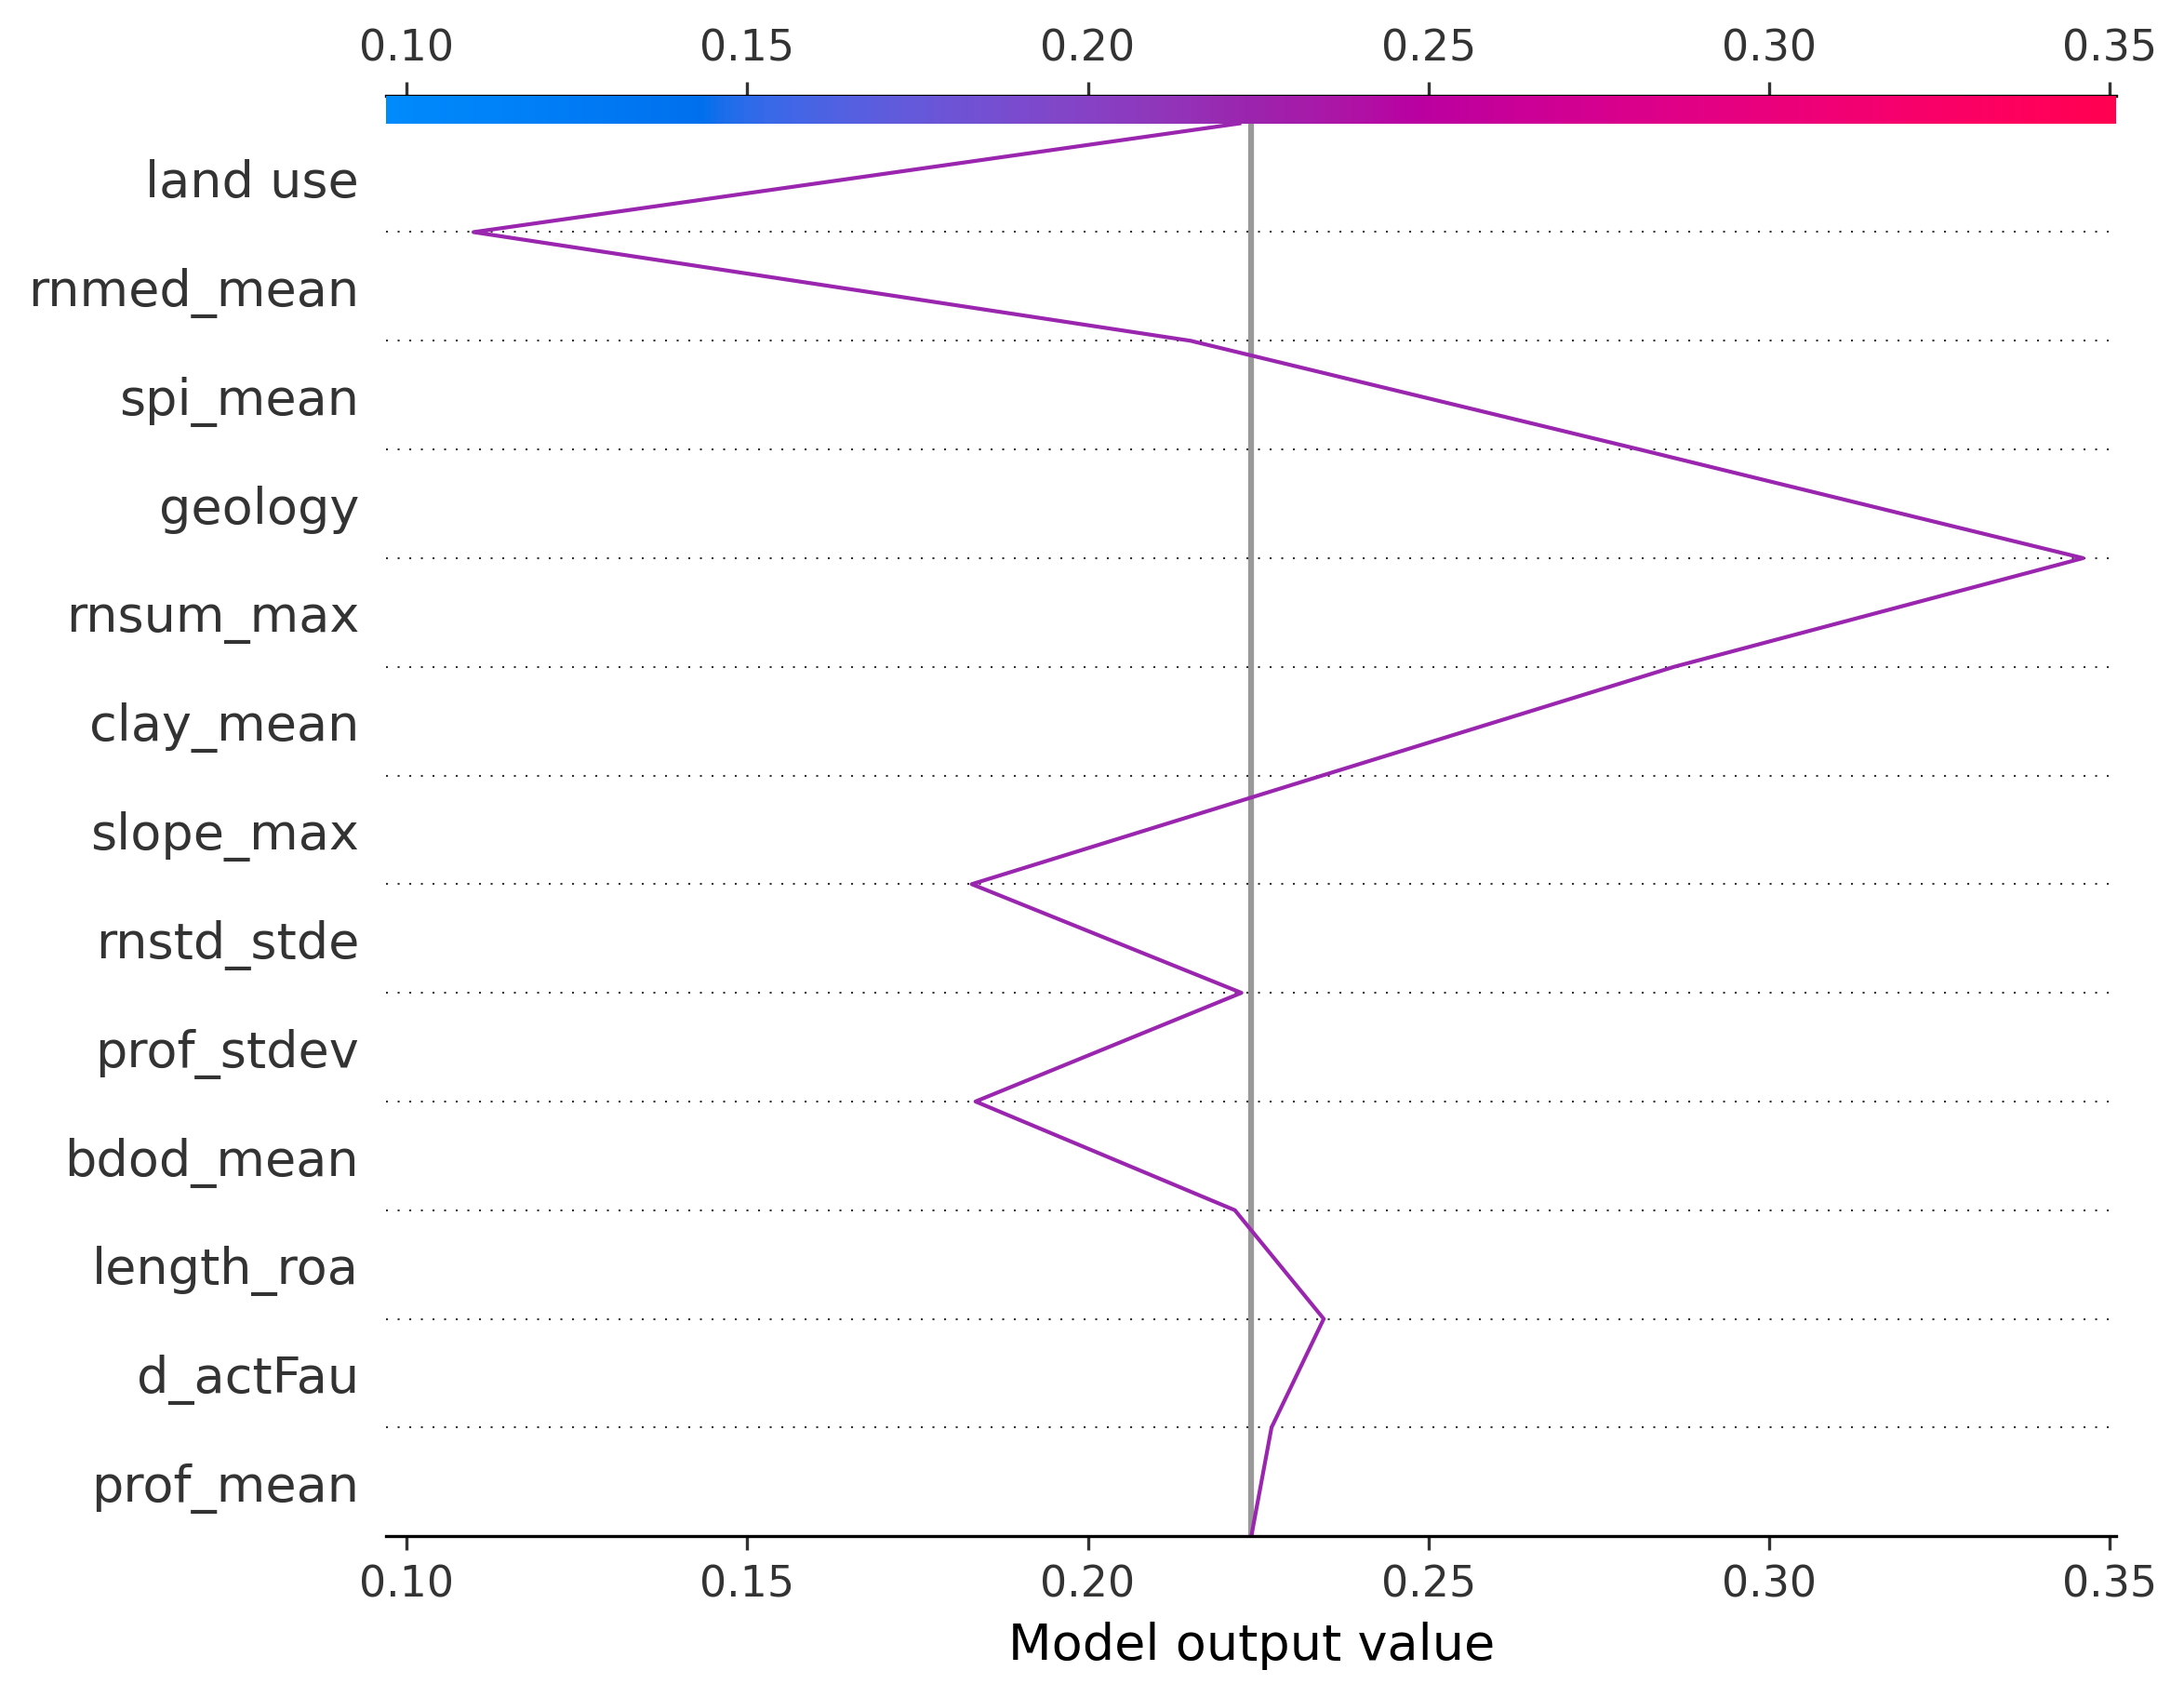 0.10 0.15 0.20 0.25 0.30 0.35
land use
rnmed_mean
spi_mean
geology
rnsum_max
clay_mean
slope_max
rnstd_stde
prof_stdev
bdod_mean
length_roa
d_actFau
prof_mean
0.10 0.15 0.20 0.25 0.30 0.35
Model output value